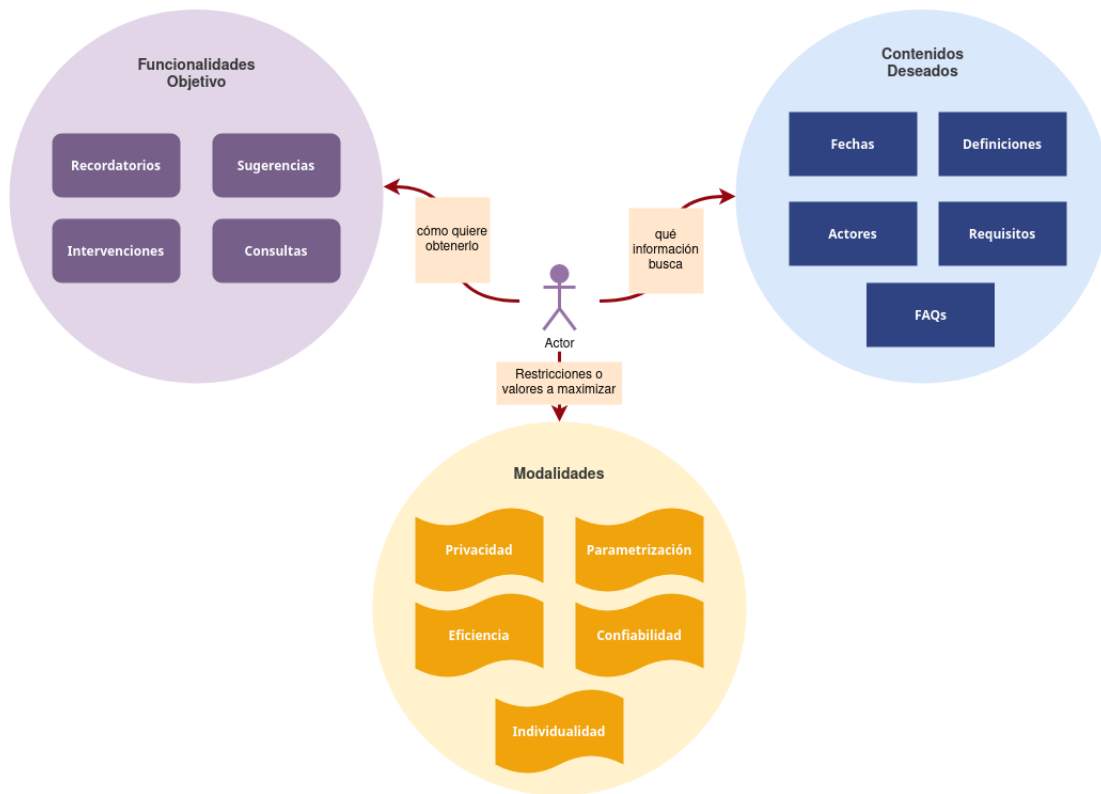 Funcionalidades
Objetivo
Recordatorios
Sugerencias
Intervenciones
Consultas
cómo quiere
obtenerlo
qué
información
busca
Contenidos
Deseados
Fechas
Definiciones
Actores
Requisitos
FAQs
Actor
Restricciones o
valores a maximizar
Modalidades
Privacidad
Parametrización
Eficiencia
Confiabilidad
Individualidad